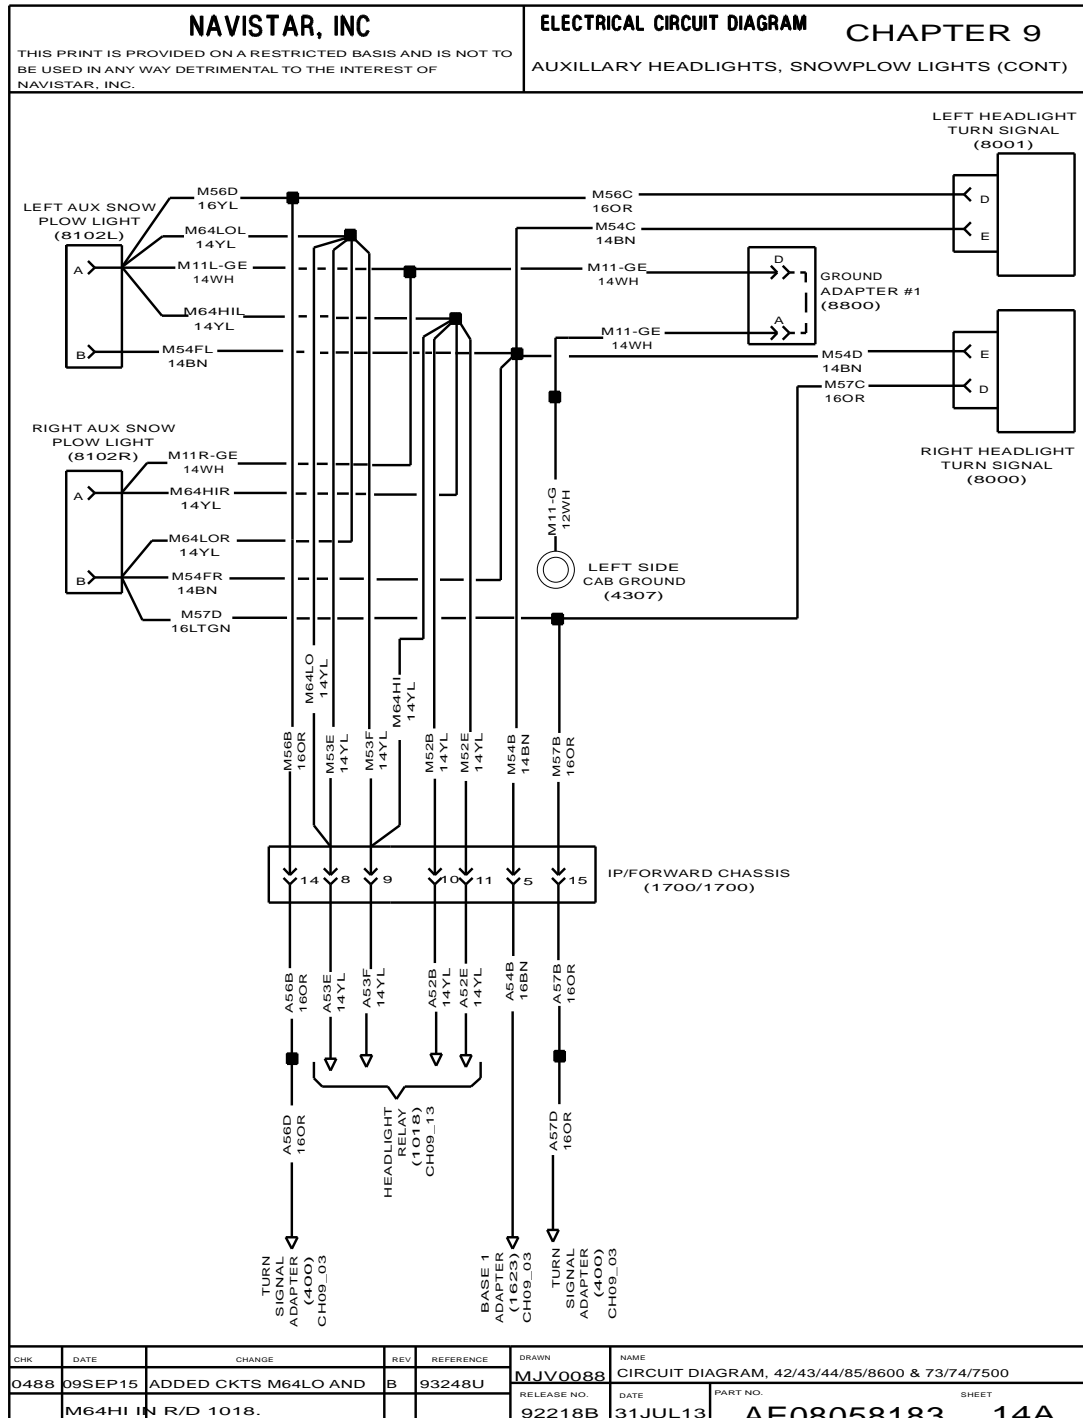 NAVISTAR, INC
THIS PRINT IS PROVIDED ON A RESTRICTED BASIS AND IS NOT TO
BE USED IN ANY WAY DETRIMENTAL TO THE INTEREST OF
NAVISTAR, INC.
ELECTRICAL CIRCUIT DIAGRAM
CHAPTER 9
AUXILLARY HEADLIGHTS, SNOWPLOW LIGHTS (CONT)
LEFT HEADLIGHT
TURN SIGNAL
(8001)
D
E
M56D
16YL
M56C
16OR
LEFT AUX SNOW
PLOW LIGHT
(8102L)
A
B
M64LOL
14YL
M54C
14BN
M11L-GE
14WH
M11-GE
14WH
D
A
GROUND
ADAPTER #1
(8800)
M64HIL
14YL
M11-GE
14WH
M54FL
14BN
M54D
14BN
M57C
16OR
E
D
RIGHT HEADLIGHT
TURN SIGNAL
(8000)
RIGHT AUX SNOW
PLOW LIGHT
(8102R)
A
B
M11R-GE
14WH
M64HIR
14YL
M64LOR
14YL
M54FR
14BN
M57D
16LTGN
M11-G
12WH
LEFT SIDE
CAB GROUND
(4307)
M64LO
14YL
M64HI
14YL
M56B
16OR
M53E
14YL
M53F
14YL
M52B
14YL
M52E
14YL
M54B
14BN
M57B
16OR
14
8
9
10
11
5
15
IP/FORWARD CHASSIS
(1700/1700)
A56B
16OR
A53E
14YL
A53F
14YL
A52B
14YL
A52E
14YL
A54B
16BN
A57B
16OR
A56D
16OR
HEADLIGHT
RELAY
(1018)
CH09_13
A57D
16OR
TURN
SIGNAL
ADAPTER
(400)
CH09_03
BASE 1
ADAPTER
(1623)
CH09_03
TURN
SIGNAL
ADAPTER
(400)
CH09_03
CHK
DATE
CHANGE
REV
REFERENCE
DRAWN
NAME
0488
09SEP15
ADDED CKTS M64LO AND
B
93248U
MJV0088
CIRCUIT DIAGRAM, 42/43/44/85/8600 & 73/74/7500
M64HI IN R/D 1018.
RELEASE NO.
DATE
PART NO.
SHEET
92218B
31JUL13
AE08058183
14A